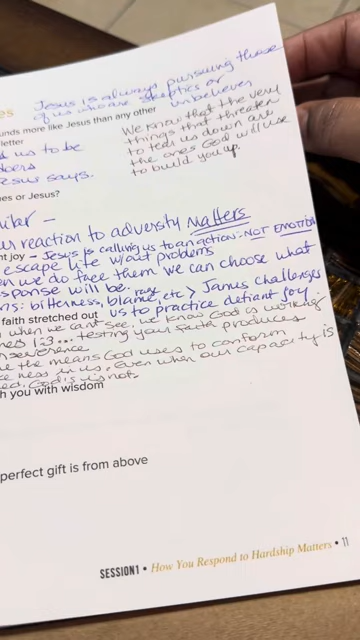 es
Jesus is always pursuing those
of us who are skeptics or
unbeliever
unds more like Jesus than any other
letter
We know that the very
things that threaten
to tear us down are
the ones God will use
to build you up.
us to be
esus says.
es or Jesus?
ur reaction to adversity matters
nt joy - Jesus is calling us to an action: NOT EMOTION
escape life w/out problems
en we do face them we can choose what
sponse will be:
ns: bitterness, blame, rage, etc > James challenges
us to practice defiant joy.
faith stretched out
when we can't see, we know God is working
1:3... testing your faith produces
erseverence
e the means God uses to conform
ness in us. Even when our capacity is
ed, God's is not.
h you with wisdom
perfect gift is from above
SESSION 1 • How You Respond to Hardship Matters • 11